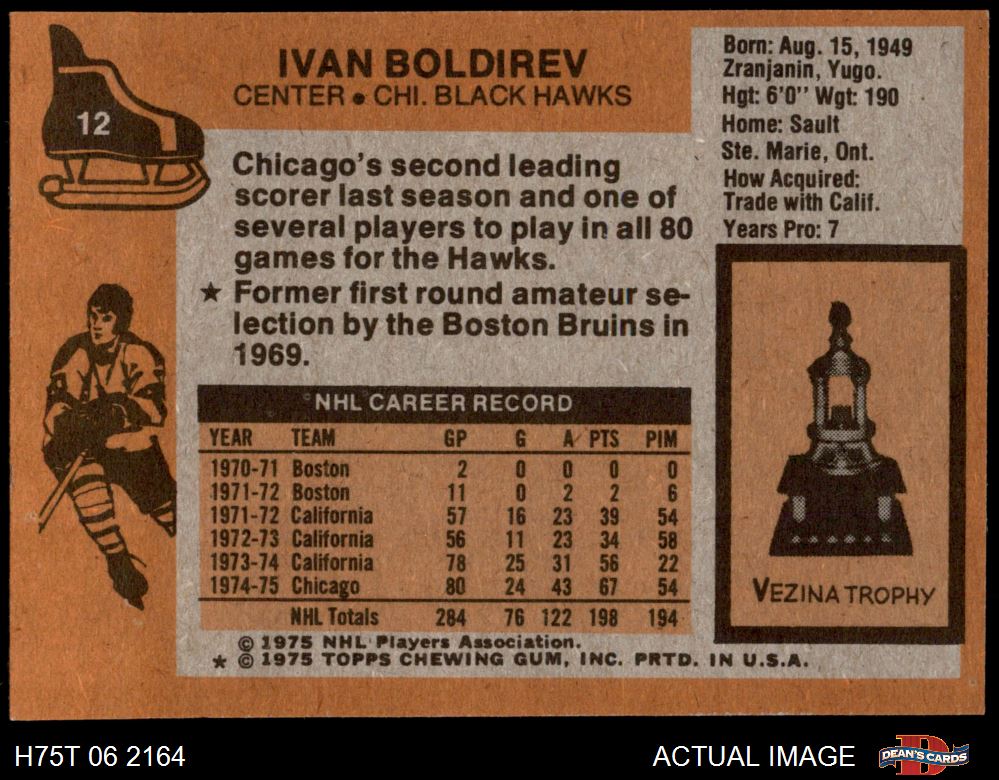 12
IVAN BOLDIREV
CENTER • CHI. BLACK HAWKS
Born: Aug. 15, 1949
Zranjanin, Yugo.
Hgt: 6'0'' Wgt: 190
Home: Sault
Ste. Marie, Ont.
How Acquired:
Trade with Calif.
Years Pro: 7
Chicago's second leading
scorer last season and one of
several players to play in all 80
games for the Hawks.
★ Former first round amateur se-
lection by the Boston Bruins in
1969.
NHL CAREER RECORD
YEAR TEAM GP G A PTS PIM
1970-71 Boston 2 0 0 0 0
1971-72 Boston 11 0 2 2 6
1971-72 California 57 16 23 39 54
1972-73 California 56 11 23 34 58
1973-74 California 78 25 31 56 22
1974-75 Chicago 80 24 43 67 54
NHL Totals 284 76 122 198 194
VEZINA TROPHY
© 1975 NHL Players Association.
★ © 1975 TOPPS CHEWING GUM, INC. PRTD. IN U.S.A.
H75T 06 2164
ACTUAL IMAGE
D
DEAN'S CARDS